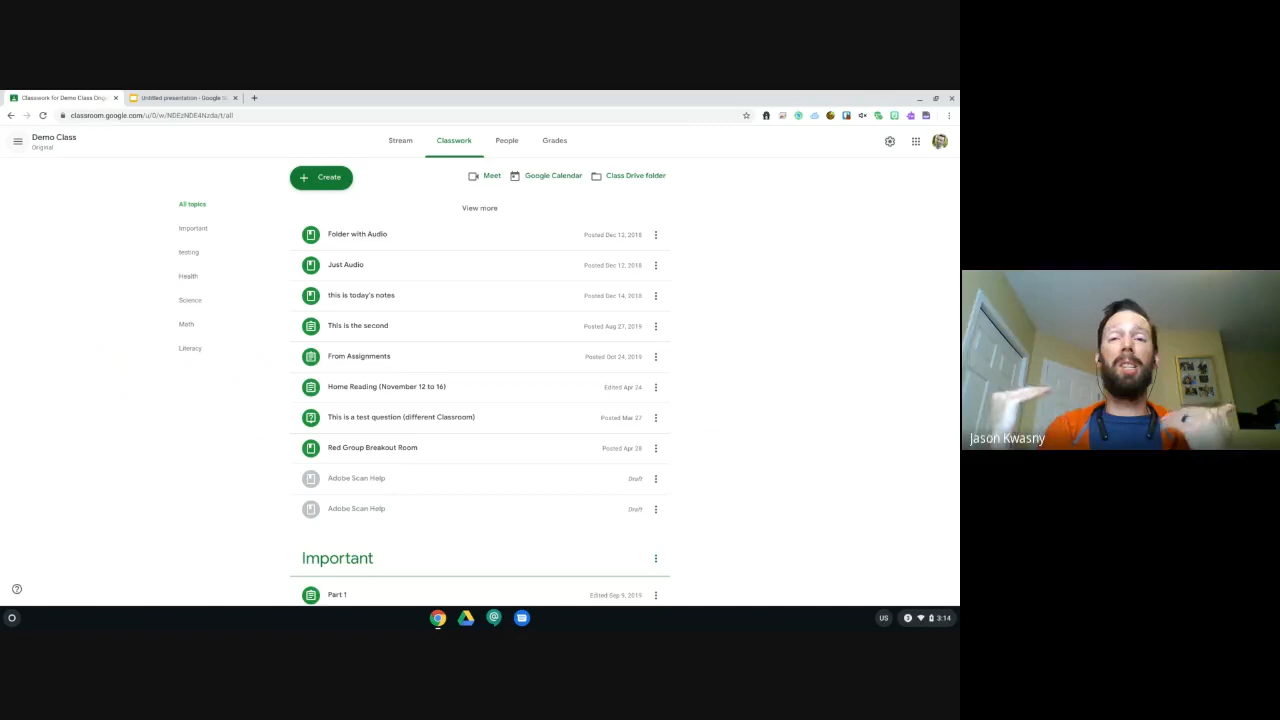 Classwork for Demo Class Orig
Untitled presentation - Google Sl
classroom.google.com/u/0/w/NDEzNDE4Nzda/t/all
Demo Class
Original
Stream
Classwork
People
Grades
Create
Meet
Google Calendar
Class Drive folder
View more
All topics
Important
testing
Health
Science
Math
Literacy
Folder with Audio Posted Dec 12, 2018
Just Audio Posted Dec 12, 2018
this is today's notes Posted Dec 14, 2018
This is the second Posted Aug 27, 2019
From Assignments Posted Oct 24, 2019
Home Reading (November 12 to 16) Edited Apr 24
This is a test question (different Classroom) Posted Mar 27
Red Group Breakout Room Posted Apr 28
Adobe Scan Help Draft
Adobe Scan Help Draft
Important
Part 1 Edited Sep 9, 2019
US 3:14
Jason Kwasny